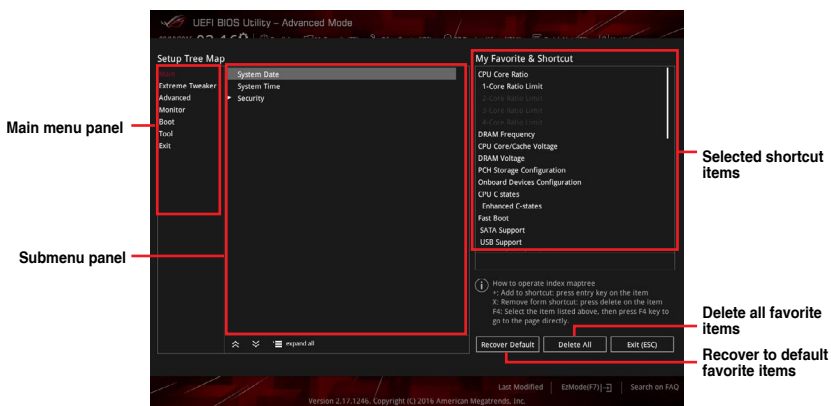 UEFI BIOS Utility – Advanced Mode
Setup Tree Map
Main
Extreme Tweaker
Advanced
Monitor
Boot
Tool
Exit
System Date
System Time
Security
expand all
My Favorite & Shortcut
CPU Core Ratio
1-Core Ratio Limit
2-Core Ratio Limit
3-Core Ratio Limit
4-Core Ratio Limit
DRAM Frequency
CPU Core/Cache Voltage
DRAM Voltage
PCH Storage Configuration
Onboard Devices Configuration
CPU C states
Enhanced C-states
Fast Boot
SATA Support
USB Support
How to operate index maptree
+: Add to shortcut: press entry key on the item
X: Remove form shortcut: press delete on the item
F4: Select the item listed above, then press F4 key to
go to the page directly.
Recover Default
Delete All
Exit (ESC)
Last Modified
EzMode(F7)
Search on FAQ
Version 2.17.1246. Copyright (C) 2016 American Megatrends, Inc.
Main menu panel
Submenu panel
Selected shortcut
items
Delete all favorite
items
Recover to default
favorite items